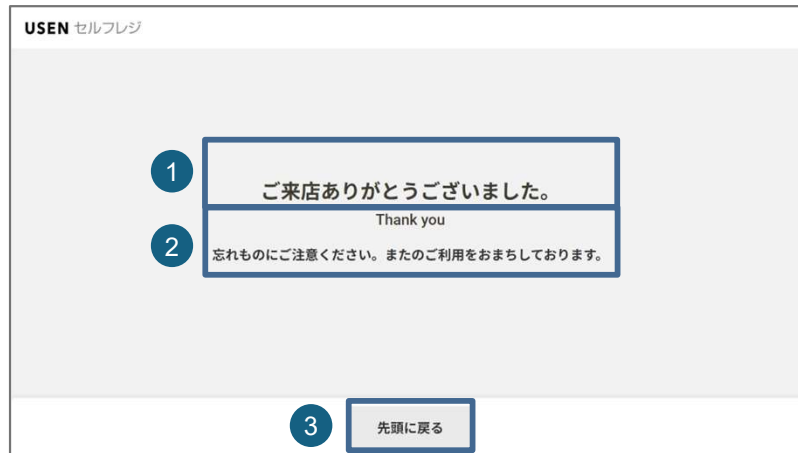 USEN セルフレジ
1
ご来店ありがとうございました。
Thank you
2
忘れものにご注意ください。またのご利用をおまちしております。
3
先頭に戻る